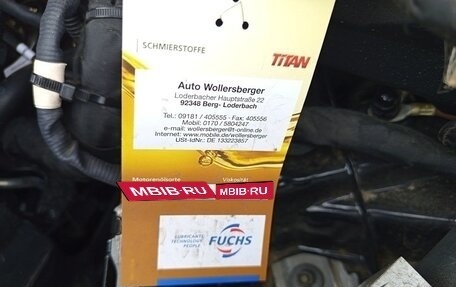 SCHMIERSTOFFE
TITAN
Auto Wollersberger
Loderbacher Hauptstraße 22
92348 Berg- Loderbach
Tel.: 09181 / 405555 · Fax: 405556
Mobil: 0170 / 5804247
e-mail: wollersberger@t-online.de
Internet: www.mobile.de/wollersberger
USt-IdNr.: DE 133223857
Motorenölsorte Viskosität
MBIB-RU MBIB-RU
LUBRICANTS.
TECHNOLOGY.
PEOPLE.
FUCHS